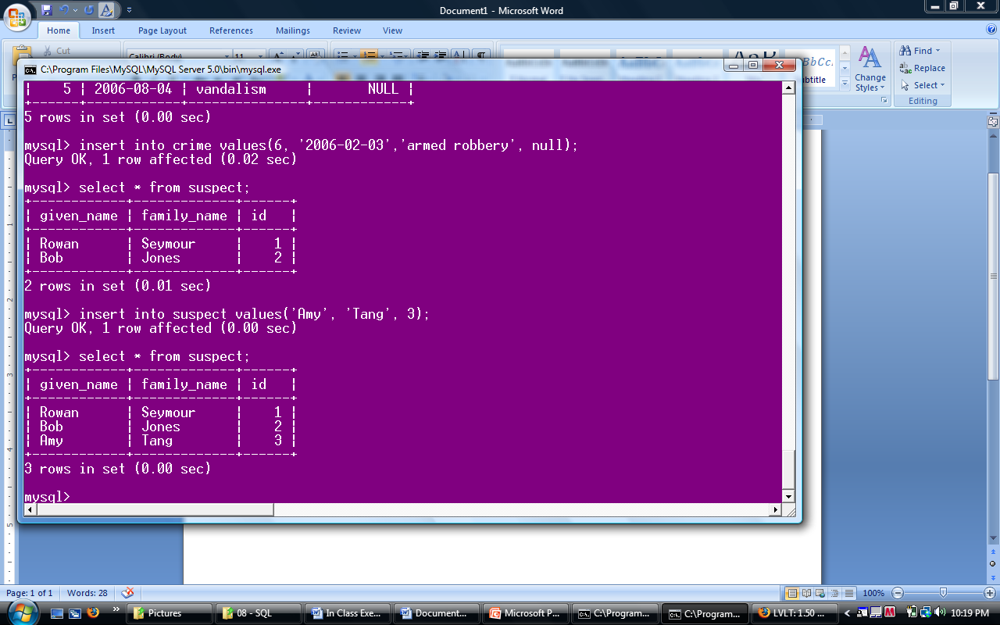 Document1 - Microsoft Word
Home Insert Page Layout References Mailings Review View
Cut
Calibri (Body) 11
Find
Replace
Select
Editing
Change
Styles
C:\Program Files\MySQL\MySQL Server 5.0\bin\mysql.exe
| 5 | 2006-08-04 | vandalism | NULL |
+------+------------+---------------+------------+
5 rows in set (0.00 sec)
mysql> insert into crime values(6, '2006-02-03','armed robbery', null);
Query OK, 1 row affected (0.02 sec)
mysql> select * from suspect;
+------------+-------------+------+
| given_name | family_name | id |
+------------+-------------+------+
| Rowan | Seymour | 1 |
| Bob | Jones | 2 |
+------------+-------------+------+
2 rows in set (0.01 sec)
mysql> insert into suspect values('Amy', 'Tang', 3);
Query OK, 1 row affected (0.00 sec)
mysql> select * from suspect;
+------------+-------------+------+
| given_name | family_name | id |
+------------+-------------+------+
| Rowan | Seymour | 1 |
| Bob | Jones | 2 |
| Amy | Tang | 3 |
+------------+-------------+------+
3 rows in set (0.00 sec)
mysql>
Page: 1 of 1 Words: 28 100%
Pictures 08 - SQL In Class Exe... Document... Microsoft P... C:\Program... C:\Program... LVLT: 1.50 ... 10:19 PM